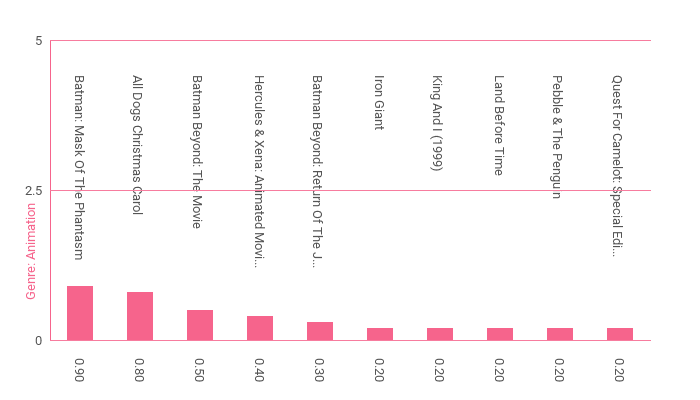 5
2.5
0
Genre: Animation
Batman: Mask Of The Phantasm
All Dogs Christmas Carol
Batman Beyond: The Movie
Hercules & Xena: Animated Movi...
Batman Beyond: Return Of The J...
Iron Giant
King And I (1999)
Land Before Time
Pebble & The Penguin
Quest For Camelot: Special Edi...
0.90
0.80
0.50
0.40
0.30
0.20
0.20
0.20
0.20
0.20